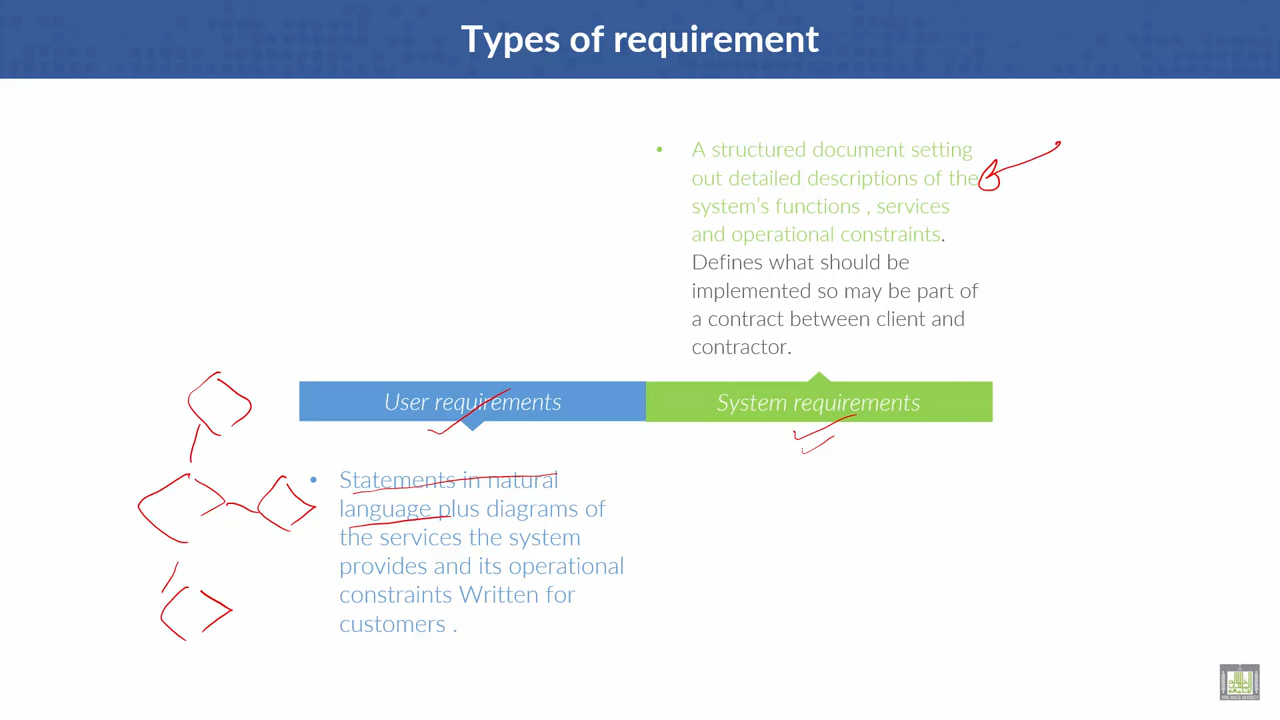 Types of requirement
• A structured document setting
out detailed descriptions of the
system's functions , services
and operational constraints.
Defines what should be
implemented so may be part of
a contract between client and
contractor.
User requirements
System requirements
• Statements in natural
language plus diagrams of
the services the system
provides and its operational
constraints Written for
customers .